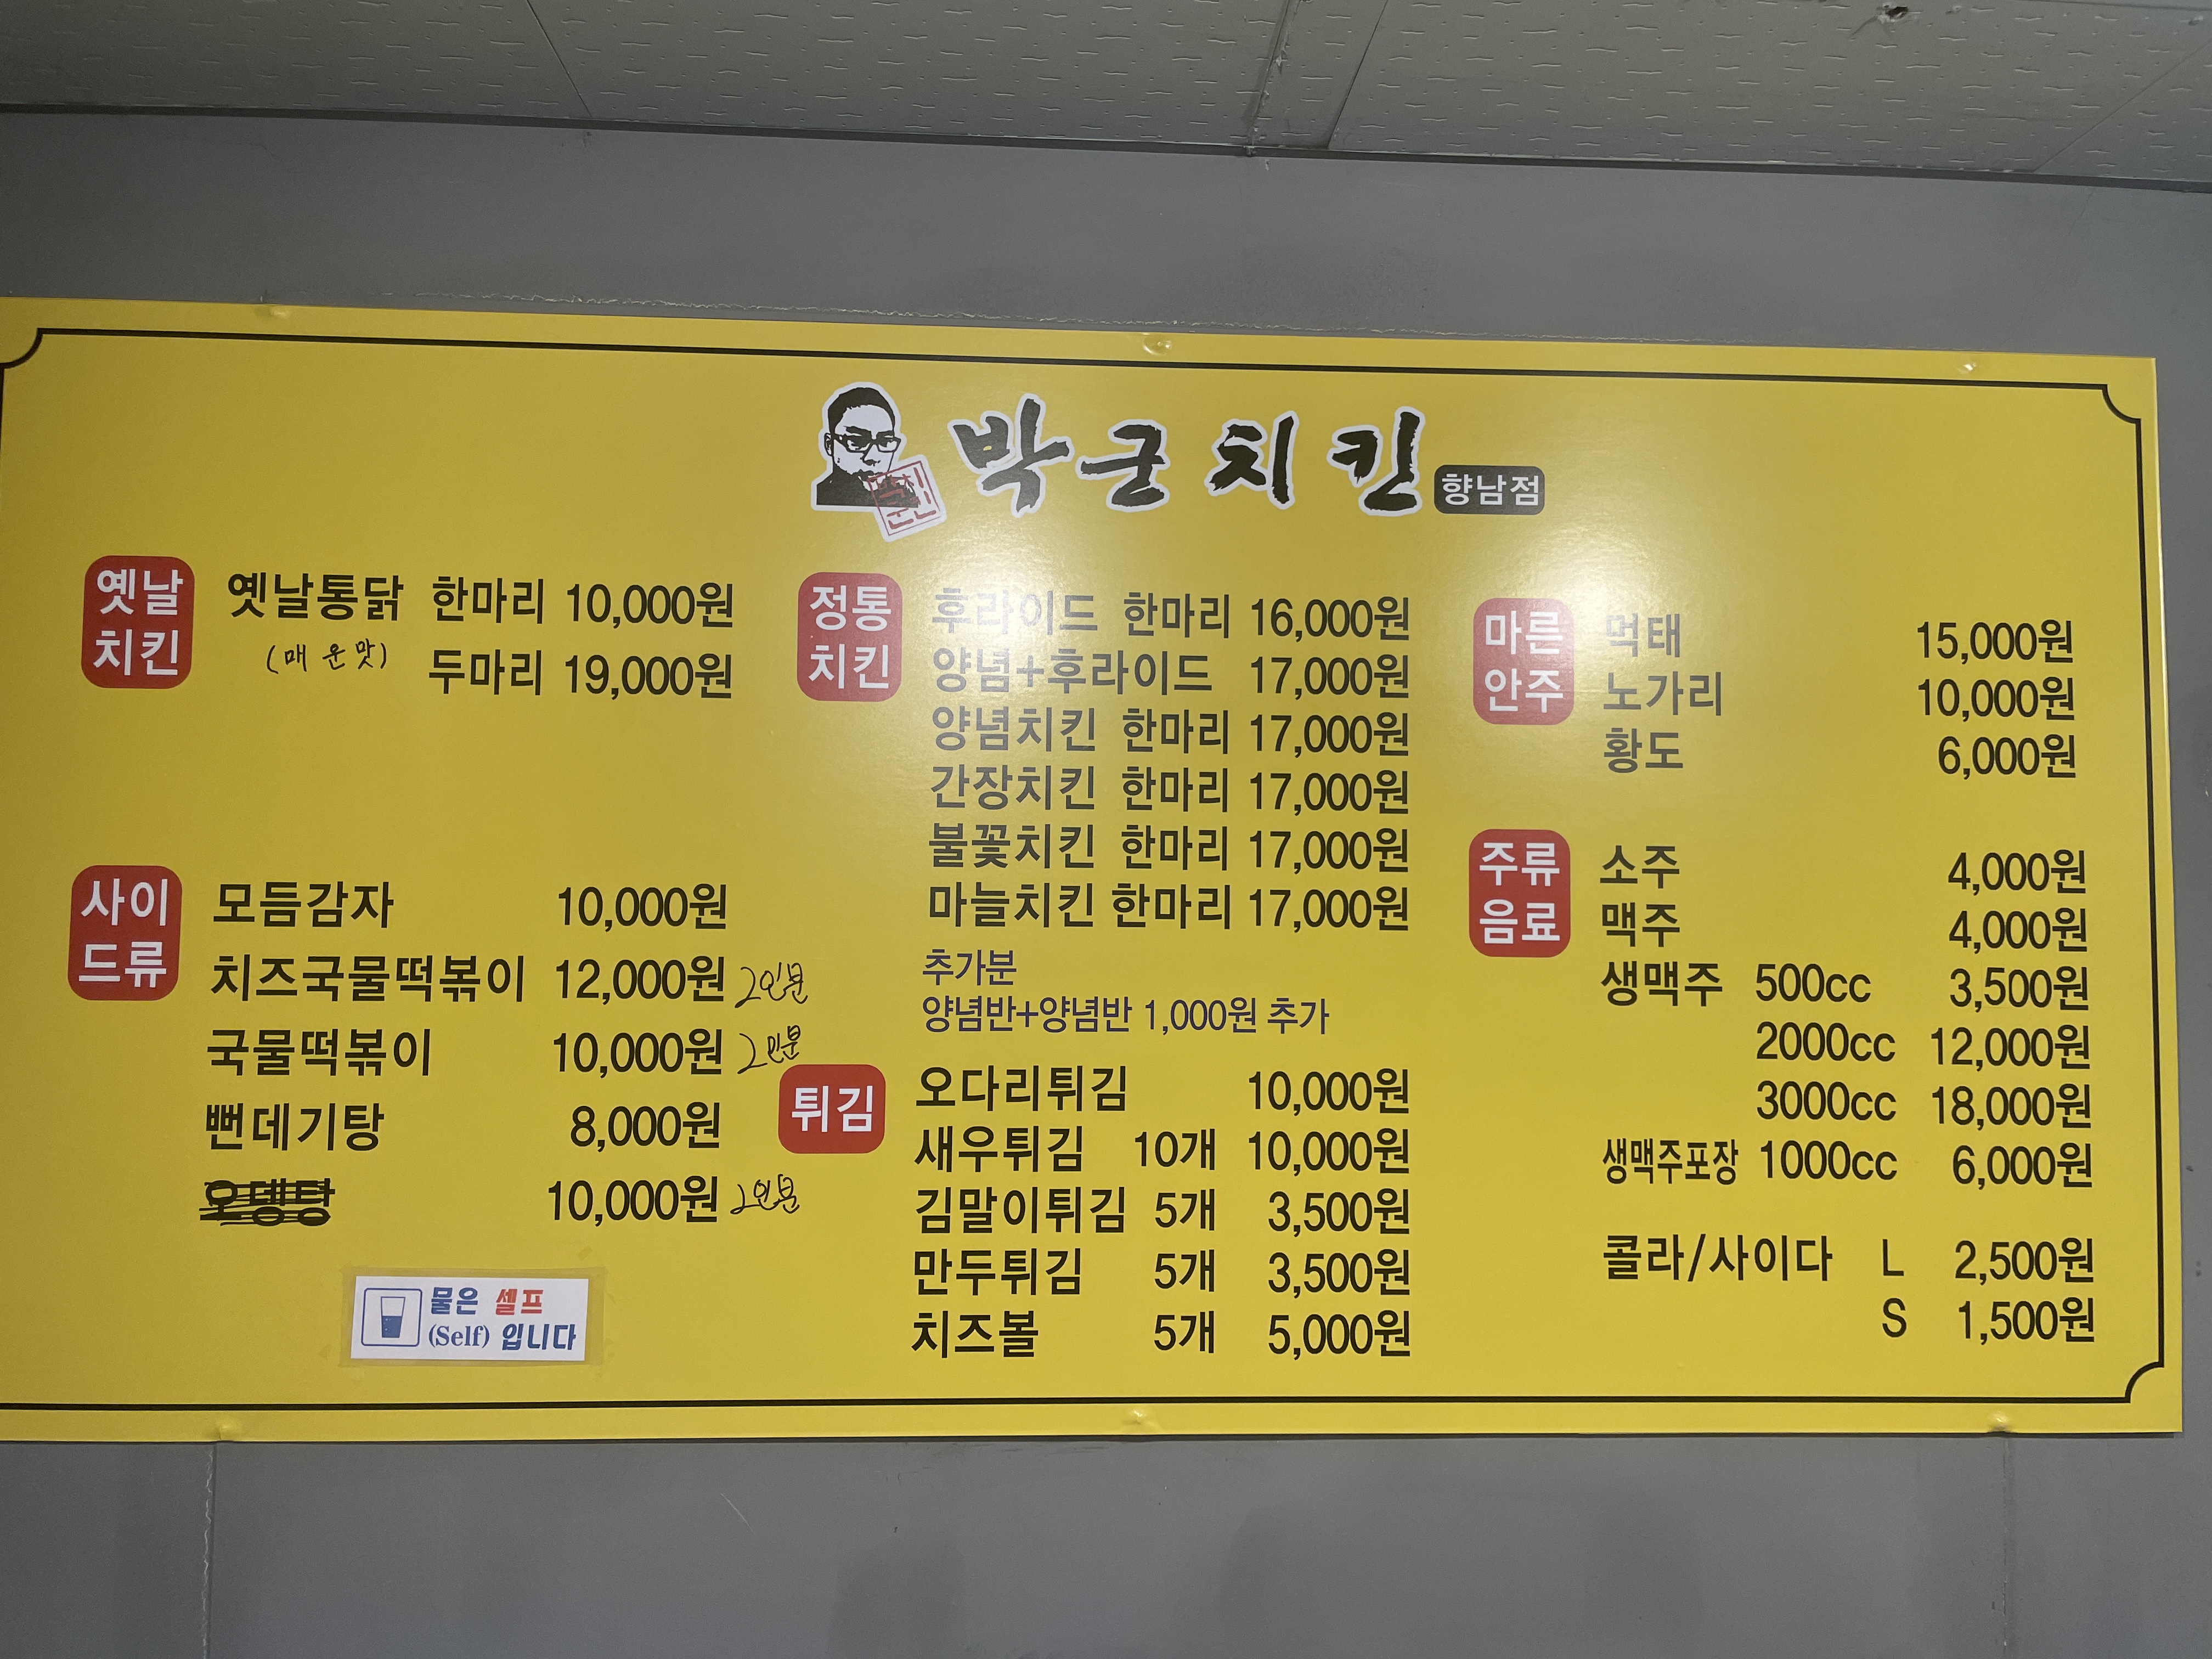 박군치킨 향남점
옛날
치킨
옛날통닭 한마리 10,000원
(매운맛) 두마리 19,000원
사이
드류
모듬감자 10,000원
치즈국물떡볶이 12,000원 2인분
국물떡볶이 10,000원 2인분
뻔데기탕 8,000원
오뎅탕 10,000원 2인분
물은 셀프
(Self) 입니다
정통
치킨
후라이드 한마리 16,000원
양념+후라이드 17,000원
양념치킨 한마리 17,000원
간장치킨 한마리 17,000원
불꽃치킨 한마리 17,000원
마늘치킨 한마리 17,000원
추가분
양념반+양념반 1,000원 추가
튀김
오다리튀김 10,000원
새우튀김 10개 10,000원
김말이튀김 5개 3,500원
만두튀김 5개 3,500원
치즈볼 5개 5,000원
마른
안주
먹태 15,000원
노가리 10,000원
황도 6,000원
주류
음료
소주 4,000원
맥주 4,000원
생맥주 500cc 3,500원
2000cc 12,000원
3000cc 18,000원
생맥주포장 1000cc 6,000원
콜라/사이다 L 2,500원
S 1,500원